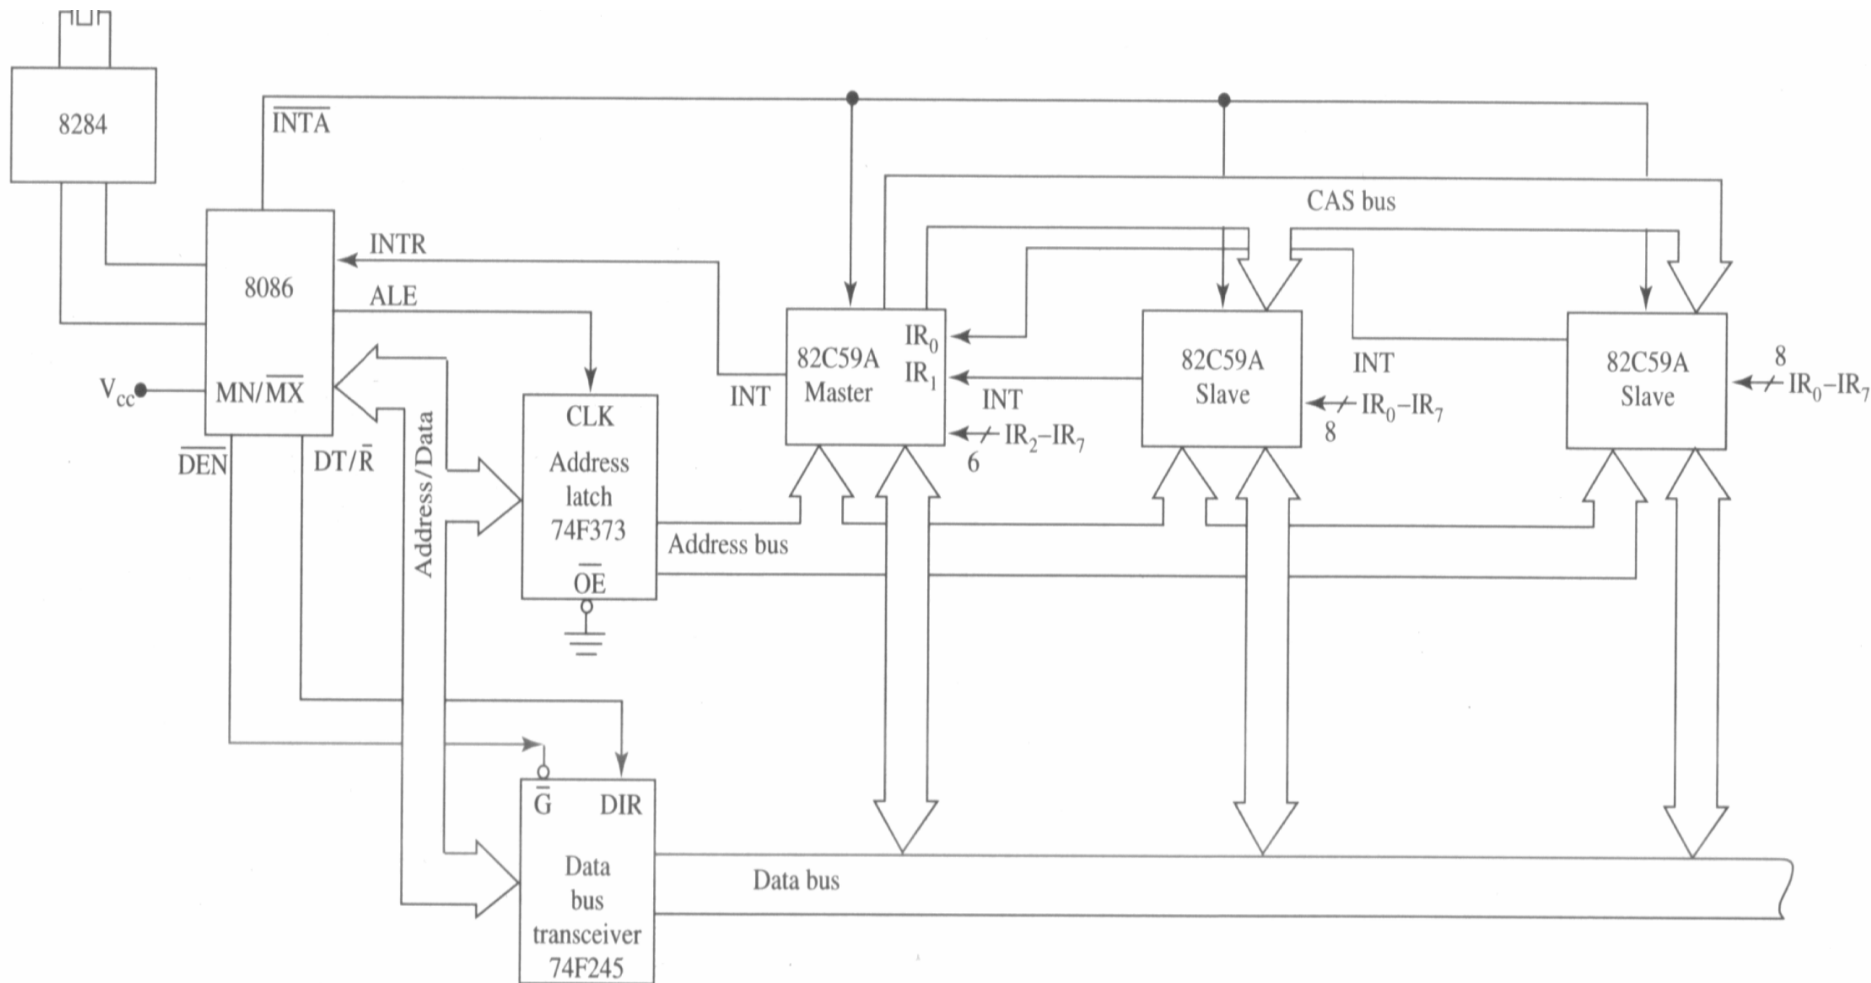 8284
INTA
CAS bus
INTR
8086
ALE
IR0
IR1
82C59A
Master
82C59A
Slave
INT
82C59A
Slave
8
IR0–IR7
Vcc
MN/MX
INT
INT
IR2–IR7
6
IR0–IR7
8
CLK
Address
latch
74F373
OE
DEN
DT/R
Address/Data
Address bus
G
DIR
Data
bus
transceiver
74F245
Data bus